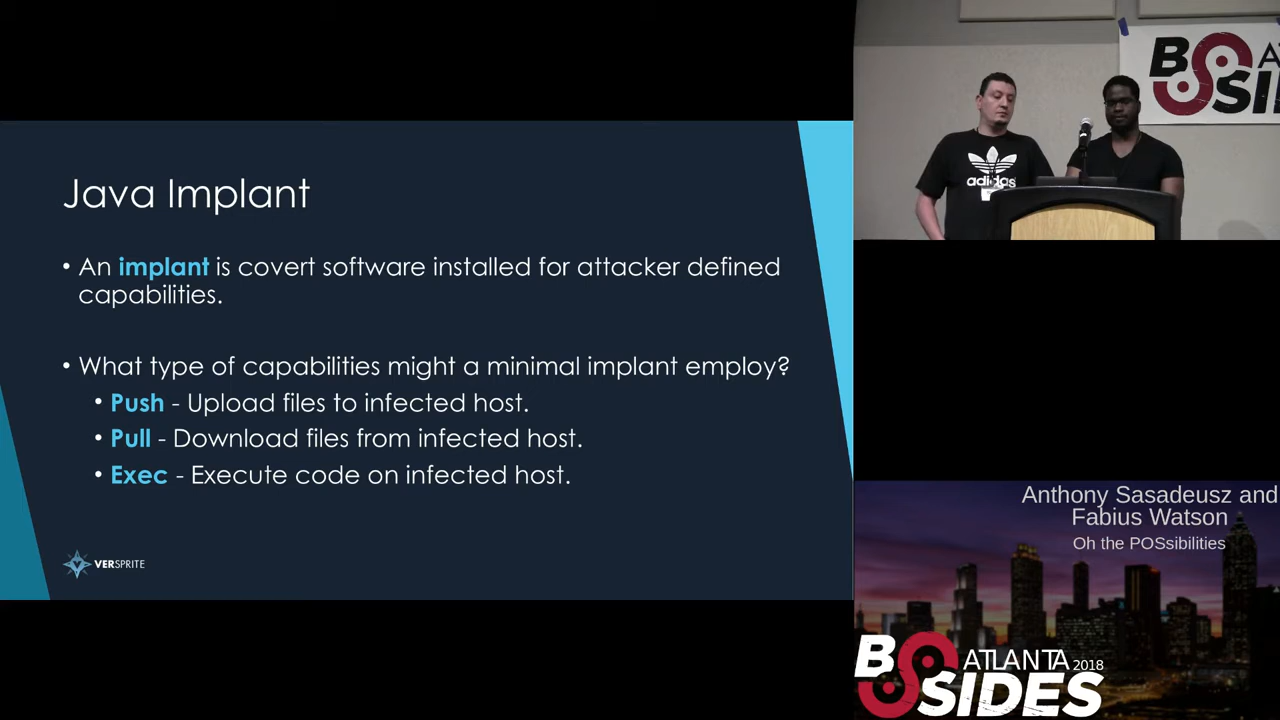 Java Implant
• An implant is covert software installed for attacker defined
capabilities.
• What type of capabilities might a minimal implant employ?
• Push - Upload files to infected host.
• Pull - Download files from infected host.
• Exec - Execute code on infected host.
VERSPRITE
adidas
B SIDES
Anthony Sasadeusz and
Fabius Watson
Oh the POSsibilities
B ATLANTA 2018
SIDES